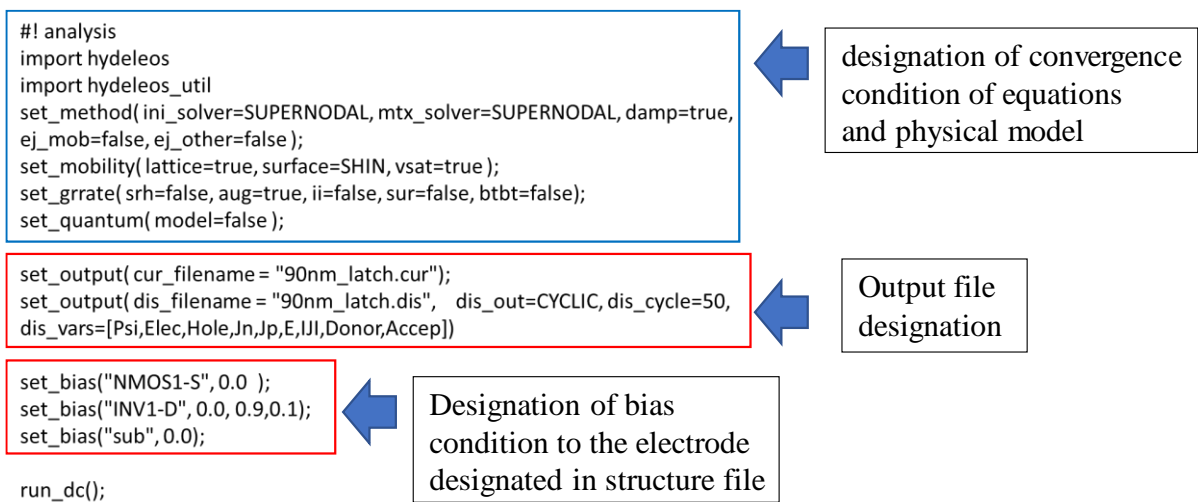 #! analysis
import hydeleos
import hydeleos_util
set_method( ini_solver=SUPERNODAL, mtx_solver=SUPERNODAL, damp=true,
ej_mob=false, ej_other=false );
set_mobility( lattice=true, surface=SHIN, vsat=true );
set_grrate( srh=false, aug=true, ii=false, sur=false, btbt=false);
set_quantum( model=false );
designation of convergence
condition of equations
and physical model
set_output( cur_filename = "90nm_latch.cur");
set_output( dis_filename = "90nm_latch.dis", dis_out=CYCLIC, dis_cycle=50,
dis_vars=[Psi,Elec,Hole,Jn,Jp,E,IJI,Donor,Accep])
Output file
designation
set_bias("NMOS1-S", 0.0 );
set_bias("INV1-D", 0.0, 0.9,0.1);
set_bias("sub", 0.0);
Designation of bias
condition to the electrode
designated in structure file
run_dc();